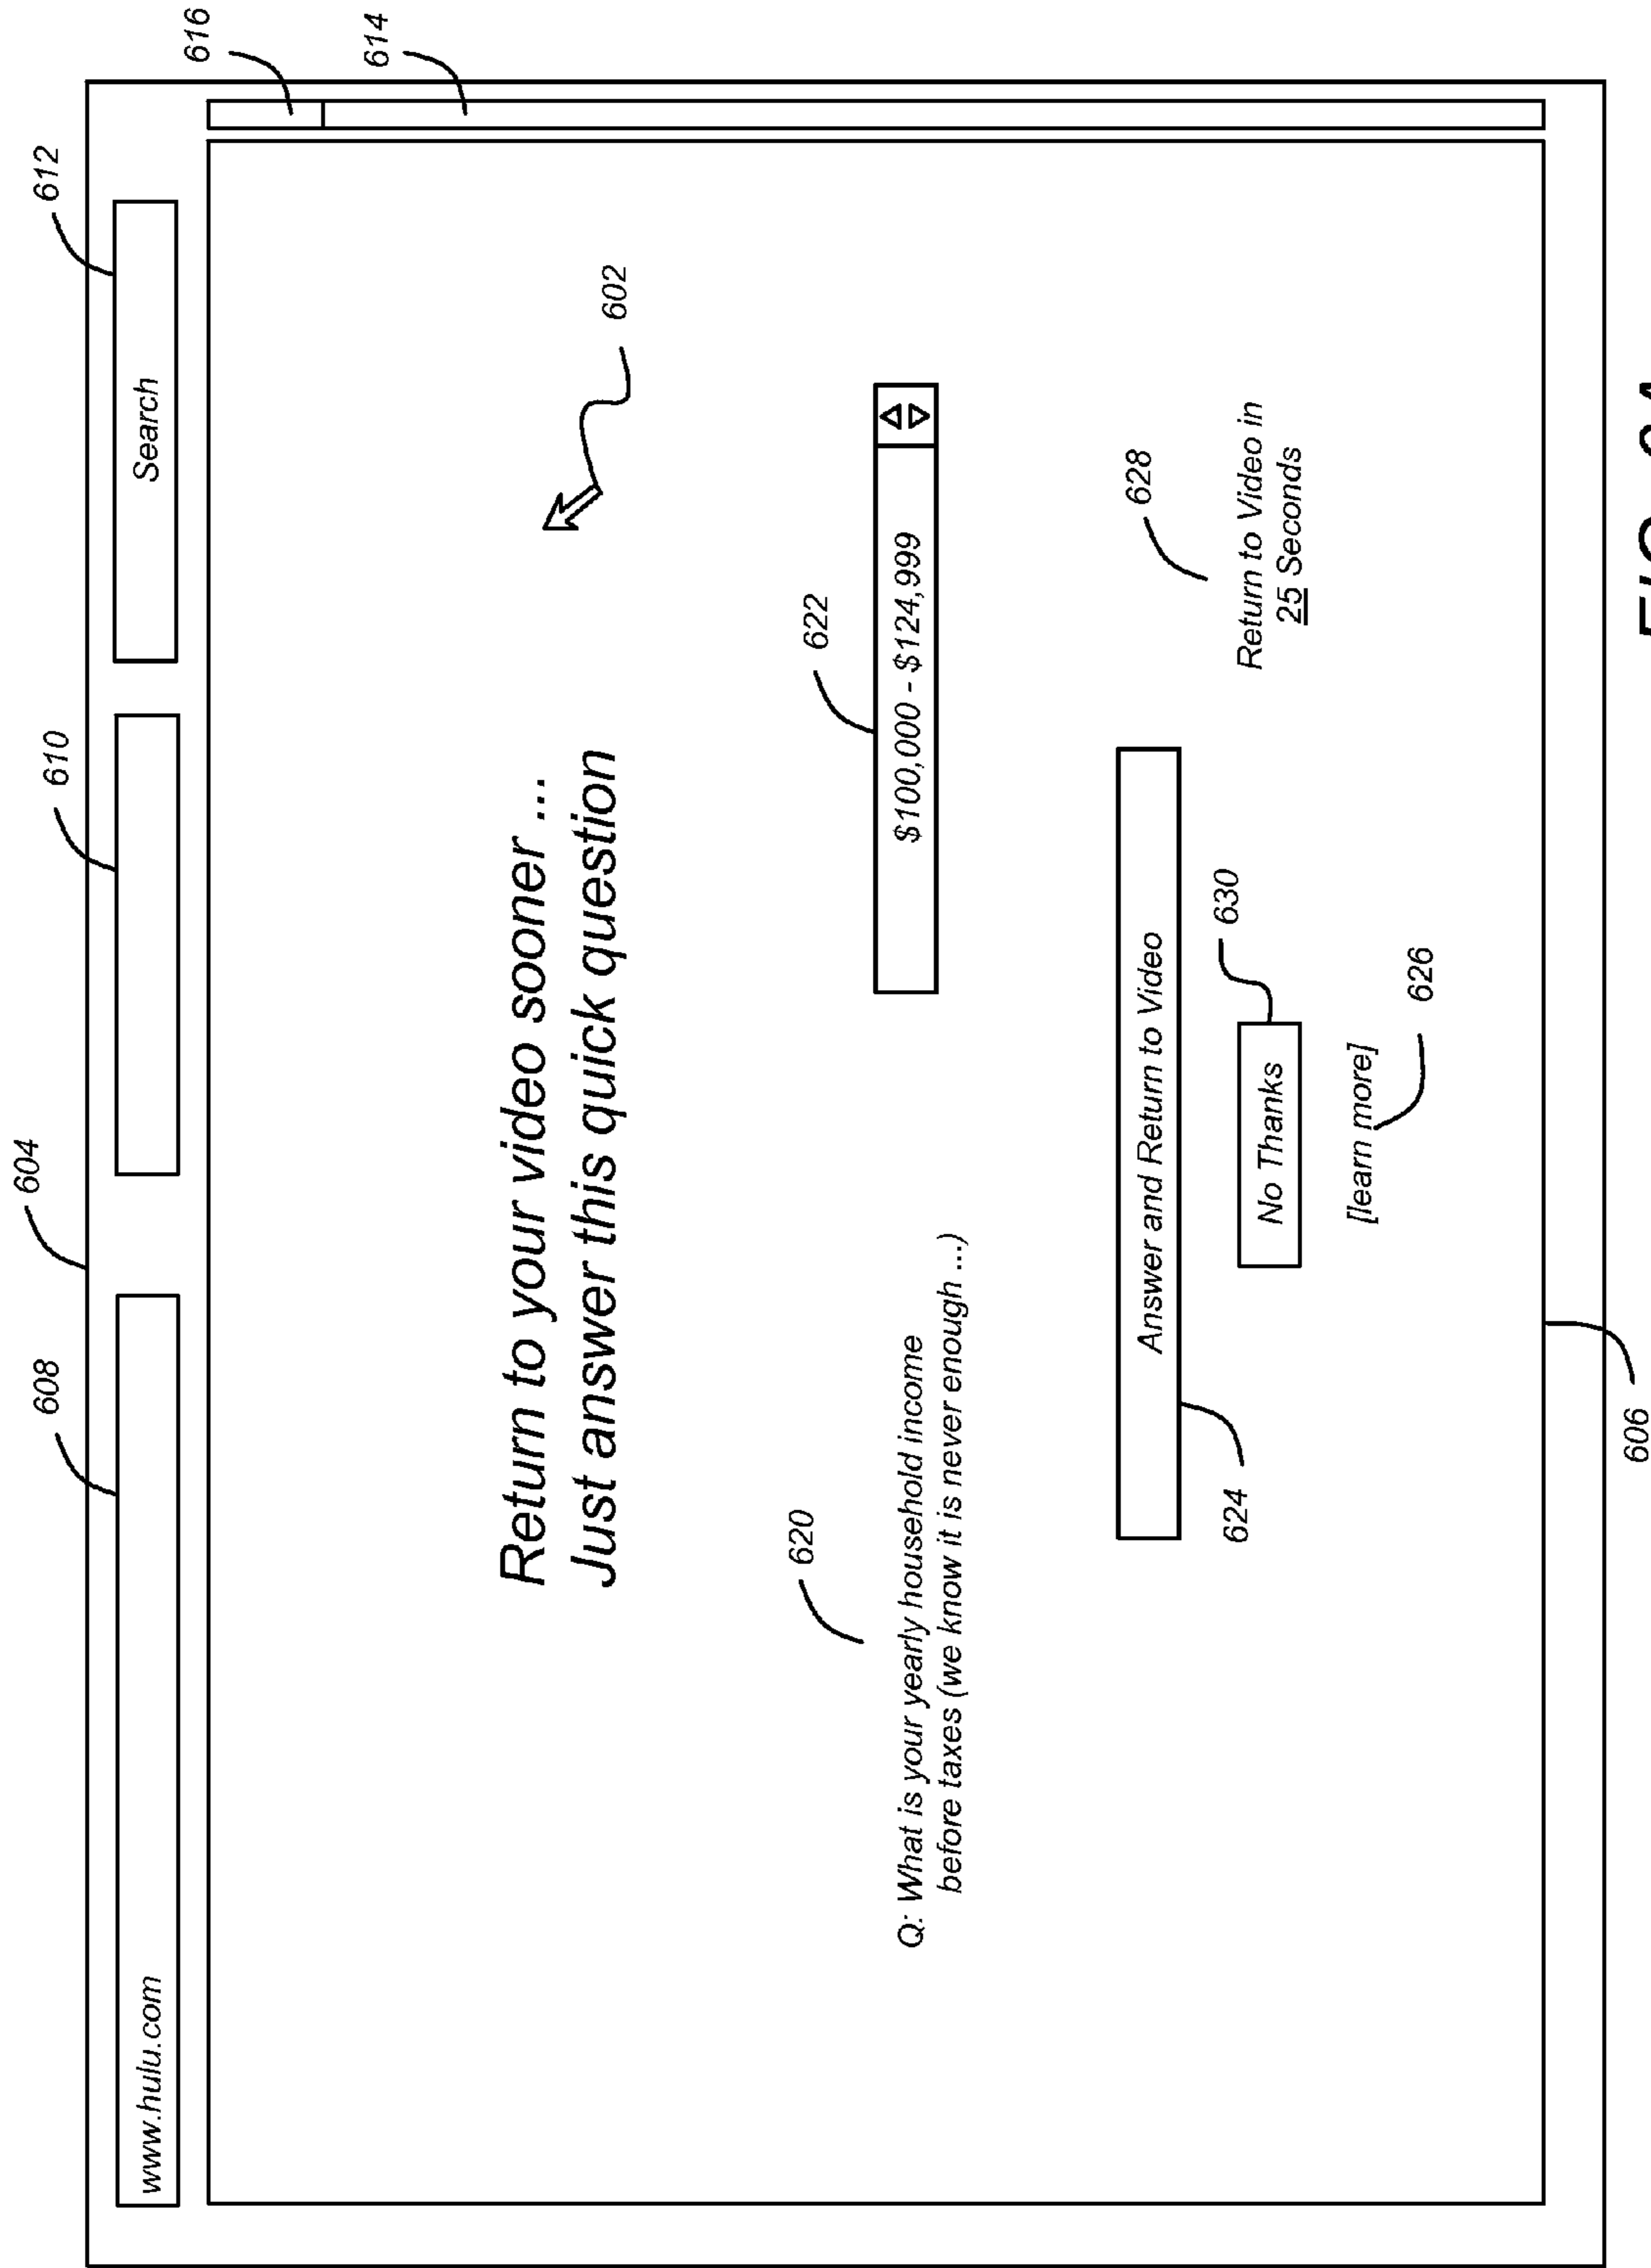 604
608
610
612
616
www.hulu.com
Search
614
Return to your video sooner ...
Just answer this quick question
602
620
622
Q: What is your yearly household income
before taxes (we know it is never enough ...)
$100,000 - $124,999
628
Answer and Return to Video
624
630
Return to Video in
25 Seconds
No Thanks
[learn more]
626
606